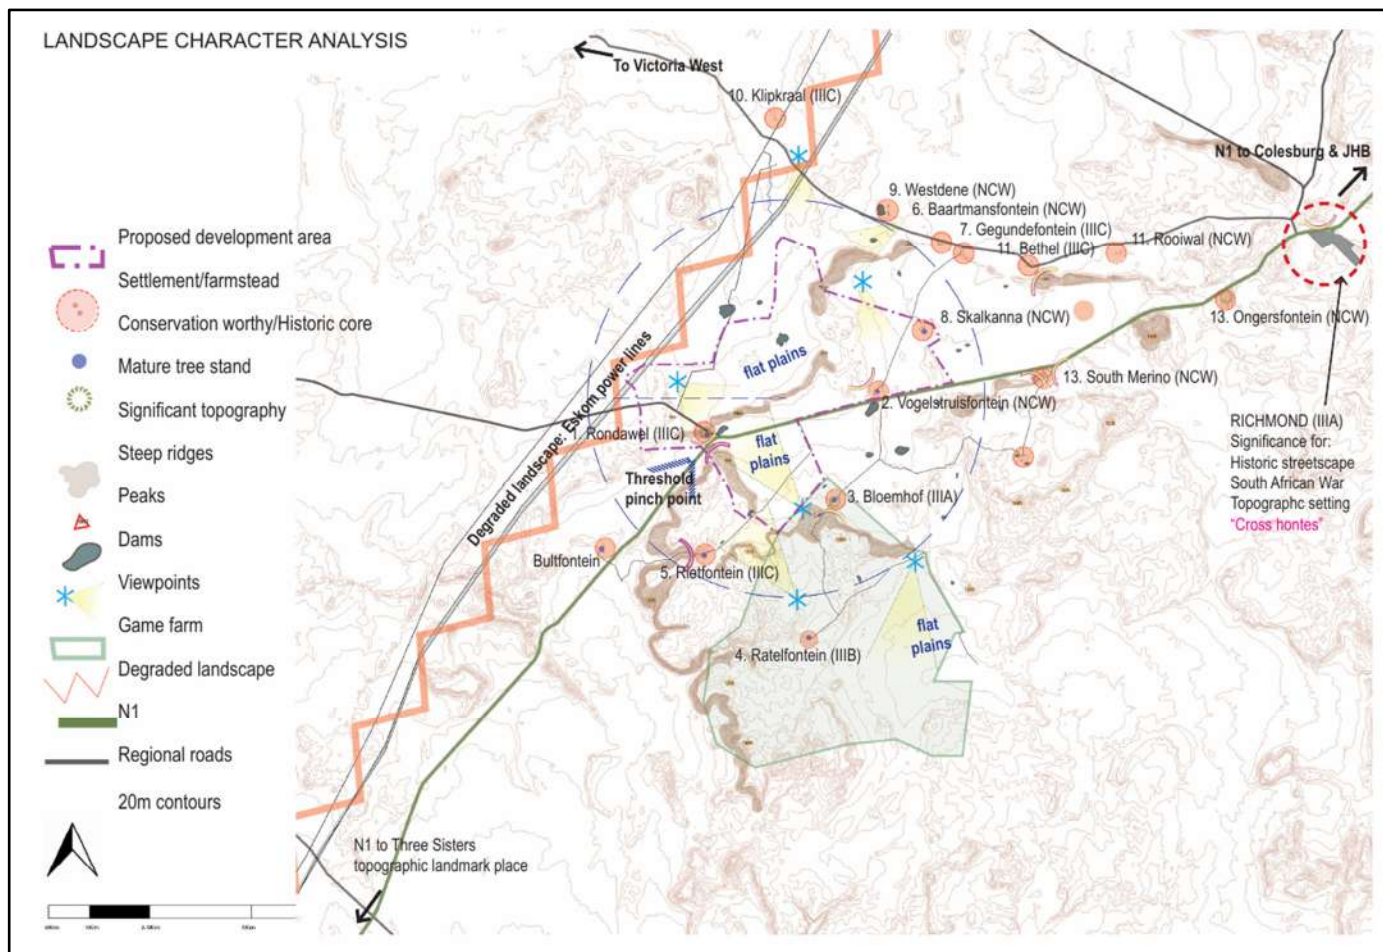 LANDSCAPE CHARACTER ANALYSIS
To Victoria West
10. Klipkraal (IIIC)
N1 to Colesburg & JHB
9. Westdene (NCW)
6. Baartmansfontein (NCW)
7. Gegundefontein (IIIC)
11. Bethel (IIIC)
11. Rooiwal (NCW)
8. Skalkanna (NCW)
13. Ongersfontein (NCW)
13. South Merino (NCW)
2. Vogelstruisfontein (NCW)
flat plains
Degraded landscape: Eskom power lines
1. Rondawel (IIIC)
flat
plains
Threshold
pinch point
3. Bloemhof (IIIA)
Bultfontein
5. Rietfontein (IIIC)
4. Ratelfontein (IIIB)
flat
plains
RICHMOND (IIIA)
Significance for:
Historic streetscape
South African War
Topographc setting
"Cross hontes"
N1 to Three Sisters
topographic landmark place
Proposed development area
Settlement/farmstead
Conservation worthy/Historic core
Mature tree stand
Significant topography
Steep ridges
Peaks
Dams
Viewpoints
Game farm
Degraded landscape
N1
Regional roads
20m contours